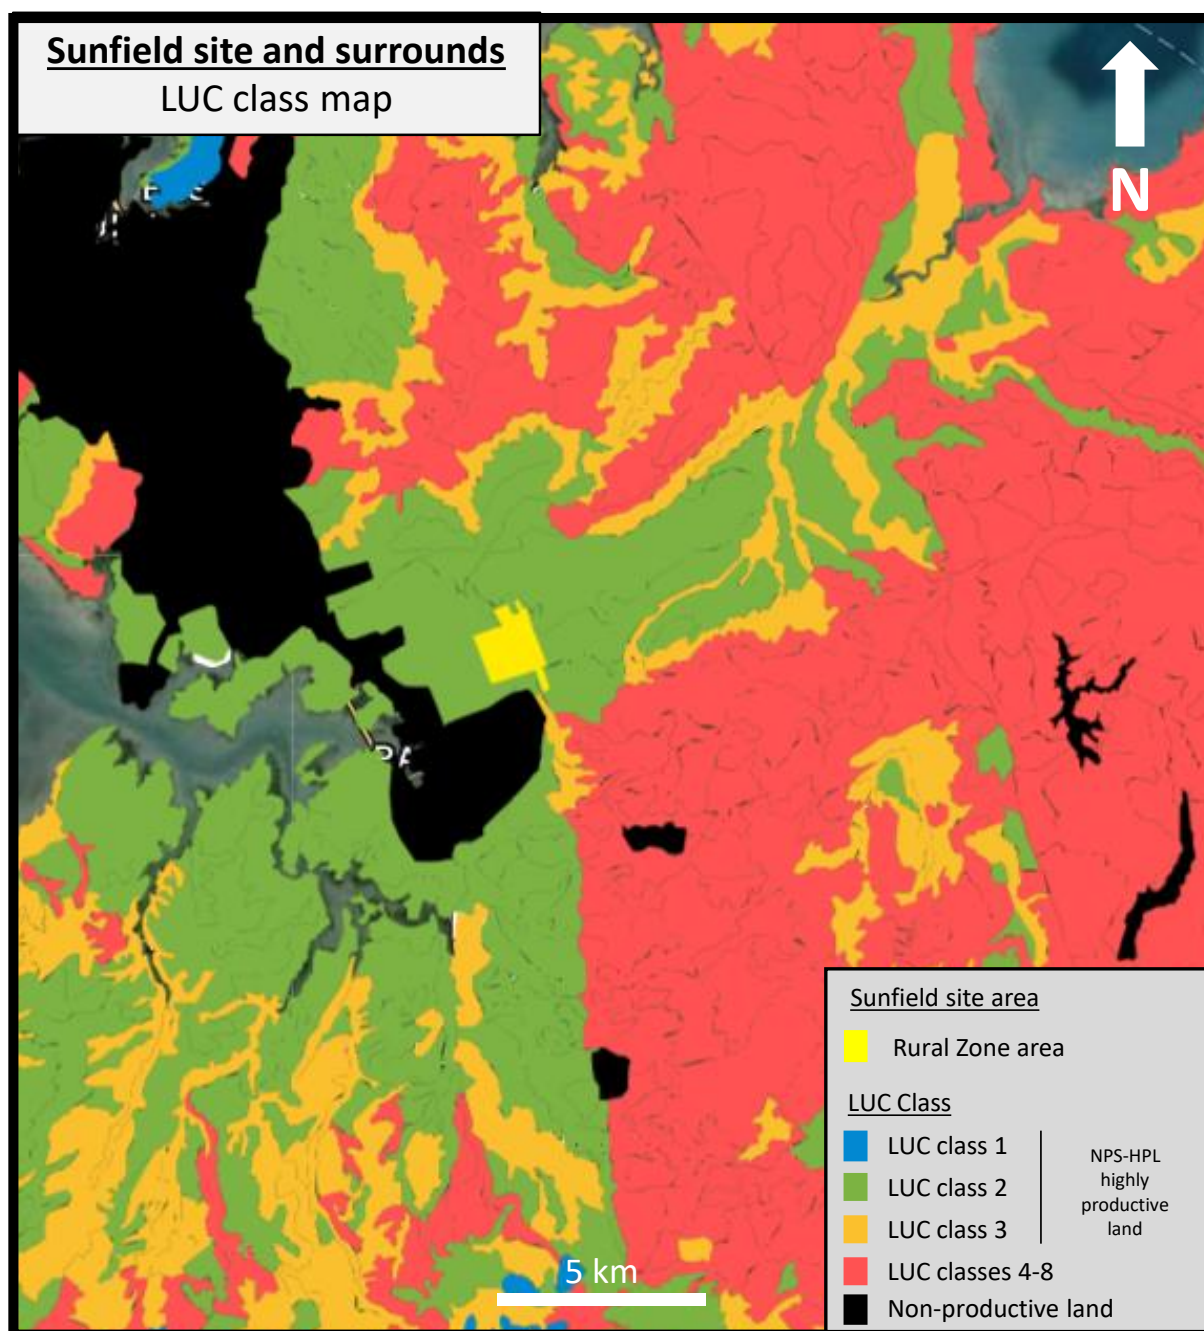 Sunfield site and surrounds
LUC class map
N
5 km
Sunfield site area
Rural Zone area
LUC Class
LUC class 1
LUC class 2
LUC class 3
NPS-HPL
highly
productive
land
LUC classes 4-8
Non-productive land